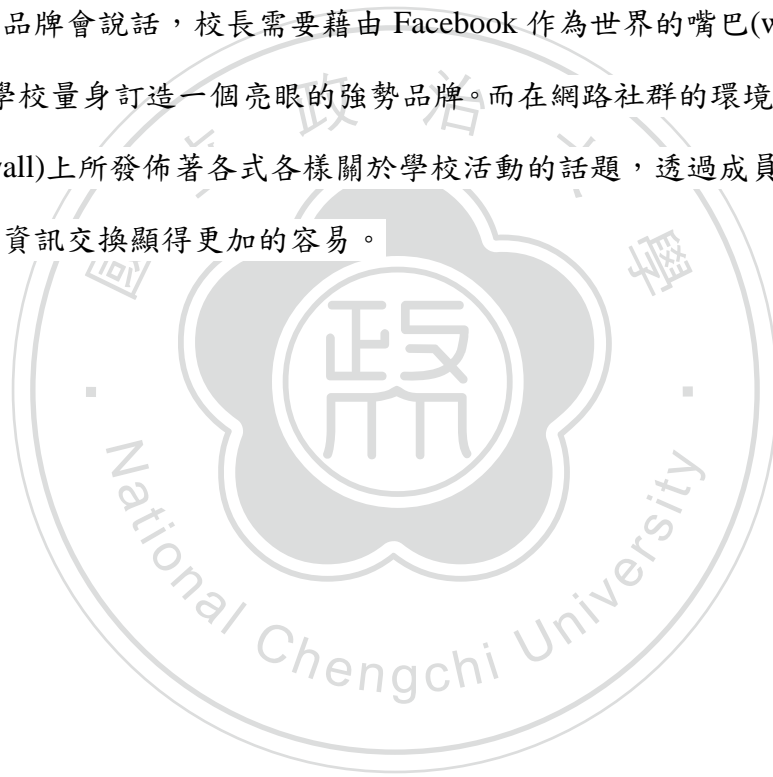 品牌會說話，校長需要藉由 Facebook 作為世界的嘴巴(w
學校量身訂造一個亮眼的強勢品牌。而在網路社群的環境
all)上所發佈著各式各樣關於學校活動的話題，透過成員
資訊交換顯得更加的容易。
國立政治大學
政
National Chengchi University